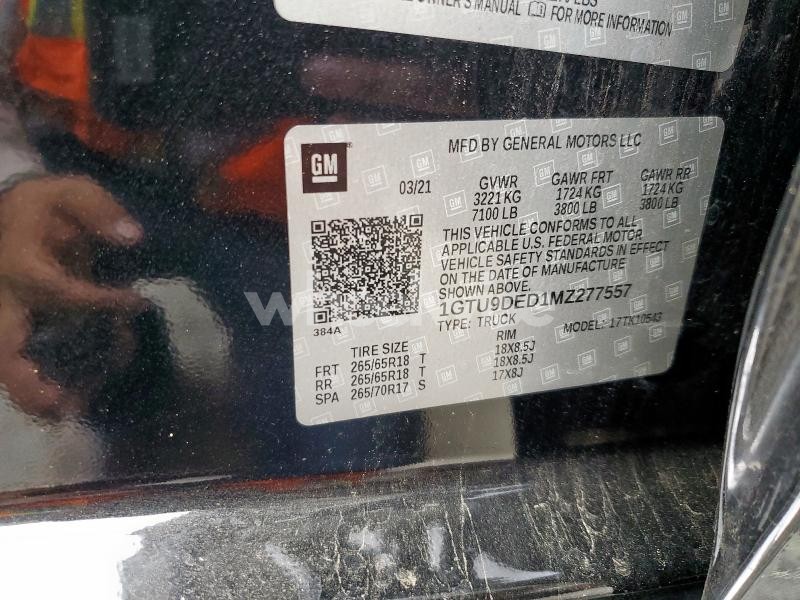 OWNER'S MANUAL FOR MORE INFORMATION
GM
MFD BY GENERAL MOTORS LLC
03/21
GVWR GAWR FRT GAWR RR
3221 KG 1724 KG 1724 KG
7100 LB 3800 LB 3800 LB
THIS VEHICLE CONFORMS TO ALL
APPLICABLE U.S. FEDERAL MOTOR
VEHICLE SAFETY STANDARDS IN EFFECT
ON THE DATE OF MANUFACTURE
SHOWN ABOVE.
1GTU9DED1MZ277557
TYPE: TRUCK MODEL: 17TK10543
384A
TIRE SIZE RIM
FRT 265/65R18 T 18X8.5J
RR 265/65R18 T 18X8.5J
SPA 265/70R17 S 17X8J